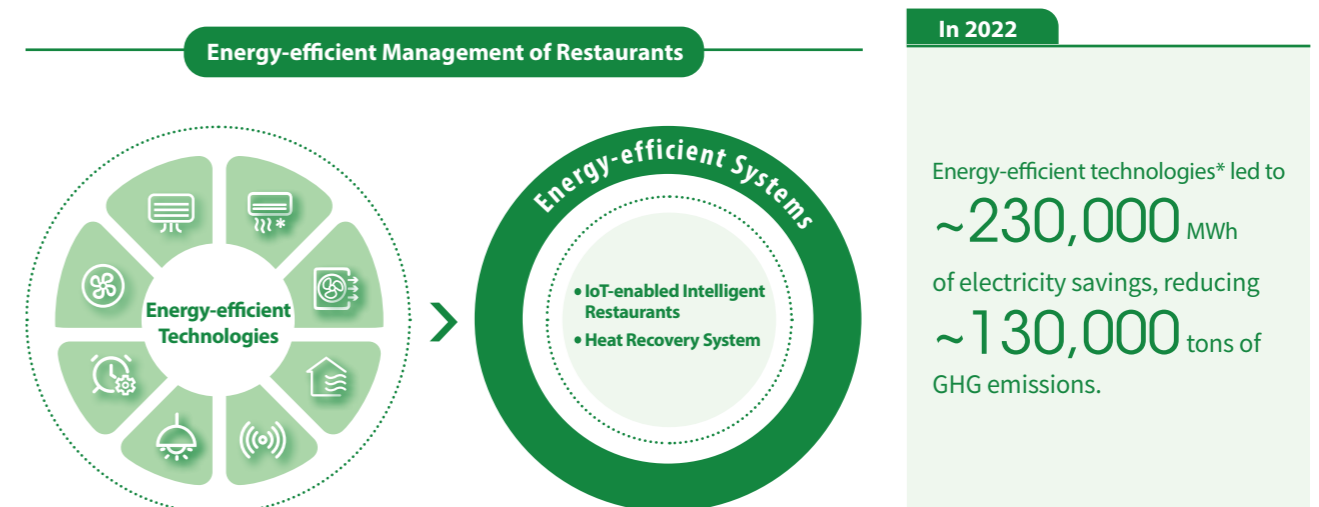 Energy-efficient Management of Restaurants
Energy-efficient
Technologies
Energy-efficient Systems
• IoT-enabled Intelligent
Restaurants
• Heat Recovery System
In 2022
Energy-efficient technologies* led to
~230,000 MWh
of electricity savings, reducing
~130,000 tons of
GHG emissions.